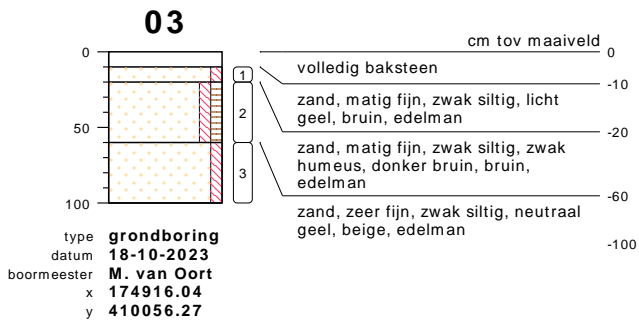 03
cm tov maaiveld
0
0
volledig baksteen
-10
1
zand, matig fijn, zwak siltig, licht
geel, bruin, edelman
-20
2
50
zand, matig fijn, zwak siltig, zwak
humeus, donker bruin, bruin,
edelman
-60
3
zand, zeer fijn, zwak siltig, neutraal
geel, beige, edelman
100
-100
type grondboring
datum 18-10-2023
boormeester M. van Oort
x 174916.04
y 410056.27